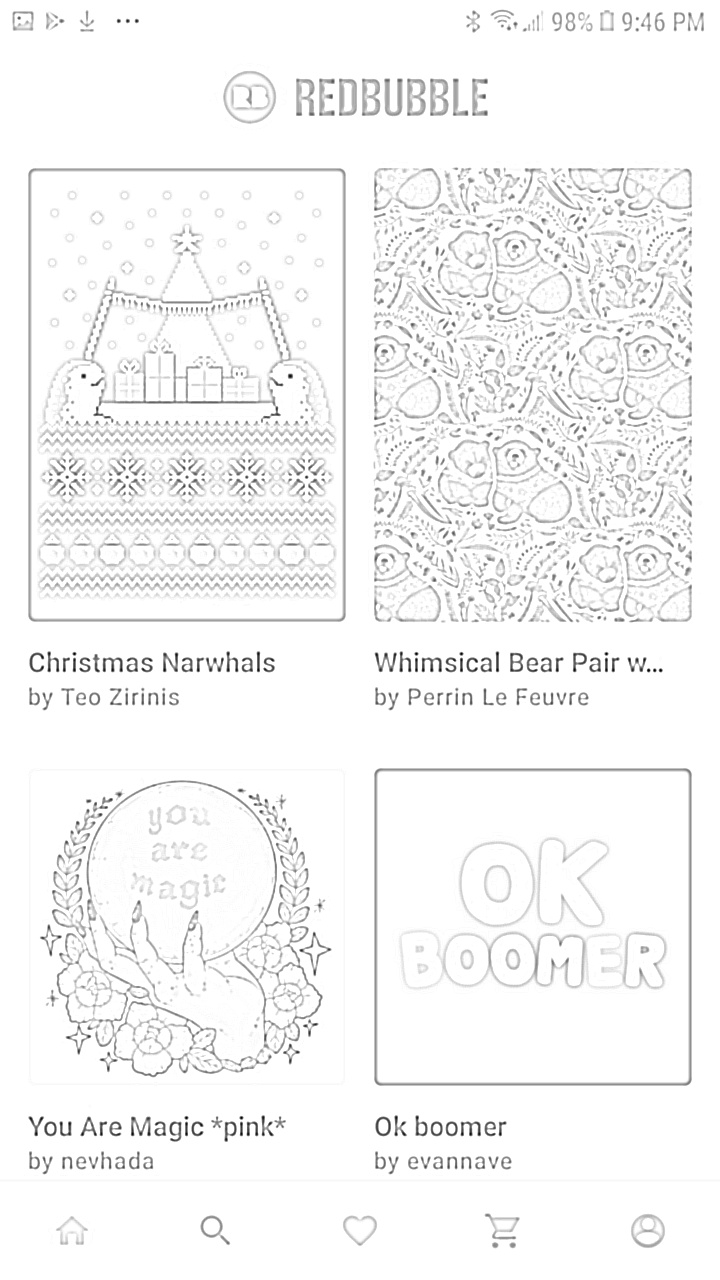 98% 9:46 PM
RB REDBUBBLE
Christmas Narwhals
by Teo Zirinis
Whimsical Bear Pair w...
by Perrin Le Feuvre
you
are
magic
OK
BOOMER
You Are Magic *pink*
by nevhada
Ok boomer
by evannave